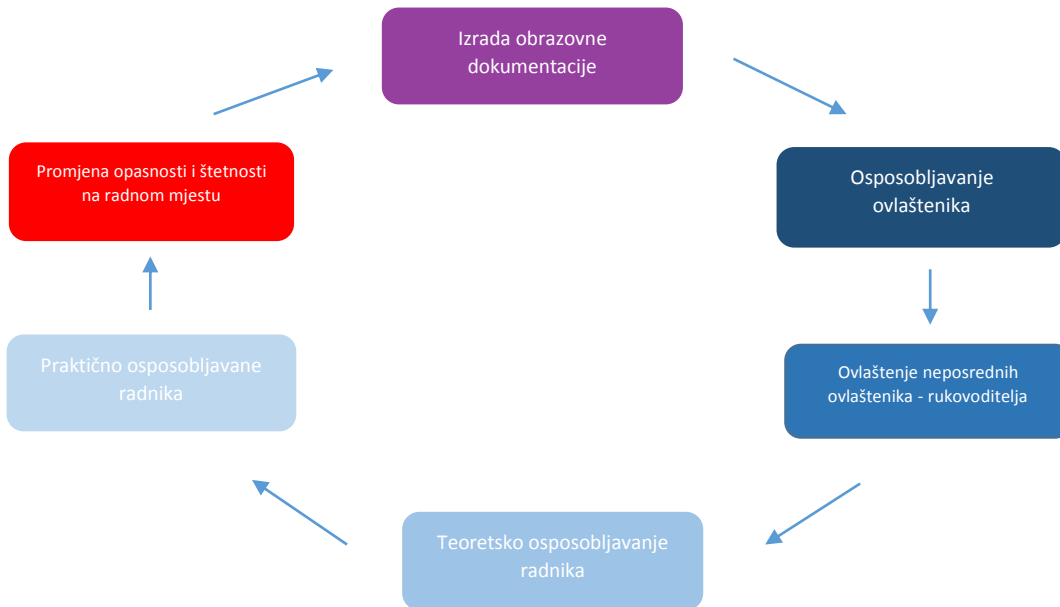 Izrada obrazovne
dokumentacije
Osposobljavanje
ovlaštenika
Ovlaštenje neposrednih
ovlaštenika - rukovoditelja
Teoretsko osposobljavanje
radnika
Praktično osposobljavane
radnika
Promjena opasnosti i štetnosti
na radnom mjestu